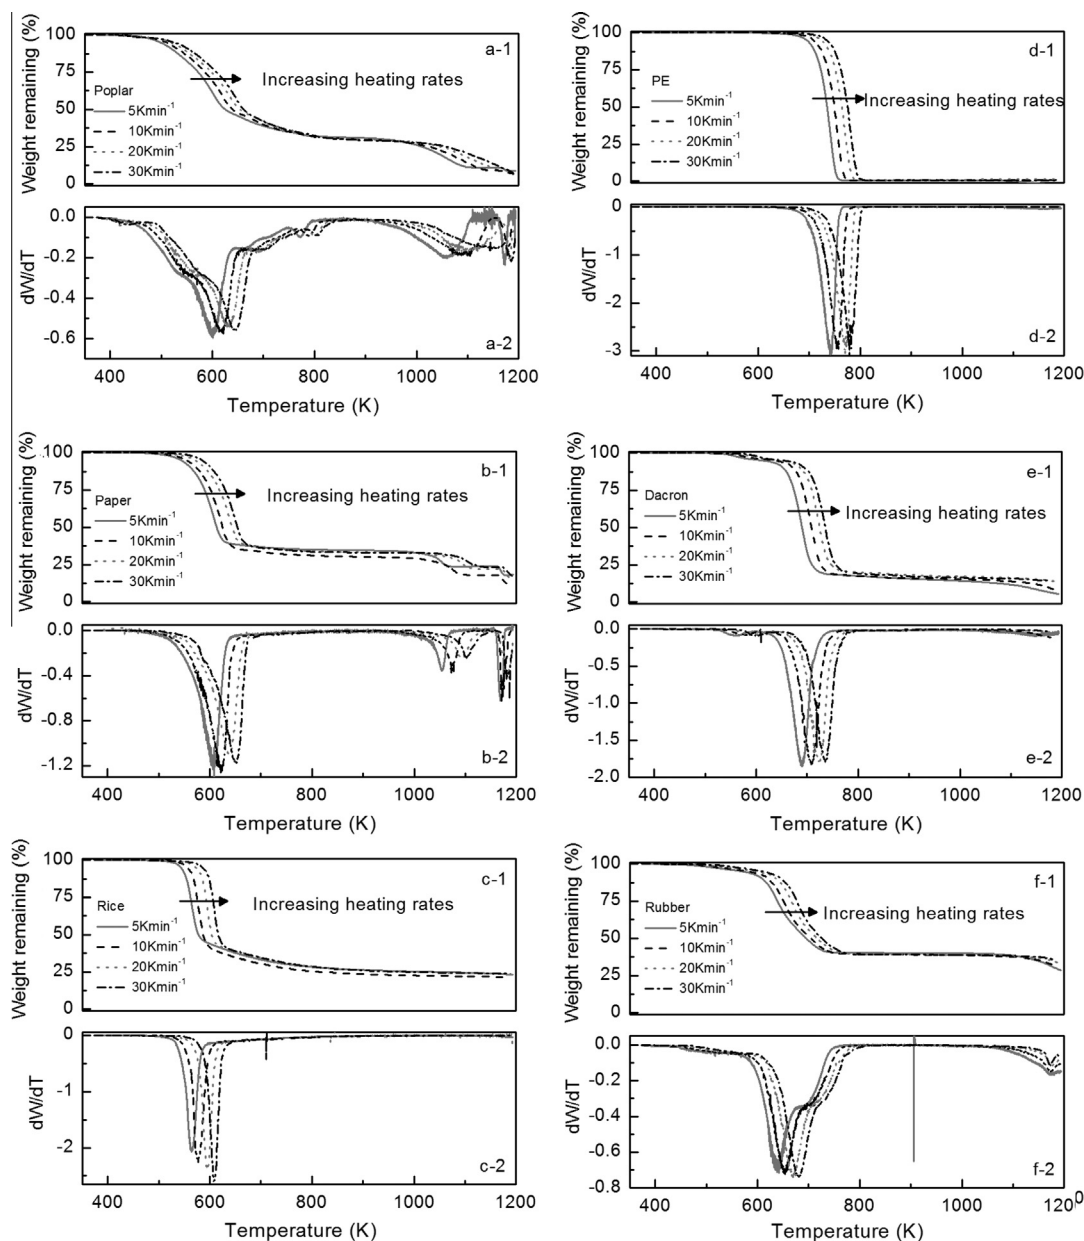 Weight remaining (%)
100
75
50
25
0
a-1
Increasing heating rates
Poplar
5Kmin⁻¹
10Kmin⁻¹
20Kmin⁻¹
30Kmin⁻¹
dW/dT
0.0
-0.2
-0.4
-0.6
a-2
400 600 800 1000 1200
Temperature (K)
Weight remaining (%)
100
75
50
25
0
d-1
PE
Increasing heating rates
5Kmin⁻¹
10Kmin⁻¹
20Kmin⁻¹
30Kmin⁻¹
dW/dT
0
-1
-2
-3
d-2
400 600 800 1000 1200
Temperature (K)
Weight remaining (%)
100
75
50
25
0
b-1
Paper
Increasing heating rates
5Kmin⁻¹
10Kmin⁻¹
20Kmin⁻¹
30Kmin⁻¹
dW/dT
0.0
-0.4
-0.8
-1.2
b-2
400 600 800 1000 1200
Temperature (K)
Weight remaining (%)
100
75
50
25
0
e-1
Dacron
Increasing heating rates
5Kmin⁻¹
10Kmin⁻¹
20Kmin⁻¹
30Kmin⁻¹
dW/dT
0.0
-0.5
-1.0
-1.5
-2.0
e-2
400 600 800 1000 1200
Temperature (K)
Weight remaining (%)
100
75
50
25
0
c-1
Rice
Increasing heating rates
5Kmin⁻¹
10Kmin⁻¹
20Kmin⁻¹
30Kmin⁻¹
dW/dT
0
-1
-2
c-2
400 600 800 1000 1200
Temperature (K)
Weight remaining (%)
100
75
50
25
0
f-1
Rubber
Increasing heating rates
5Kmin⁻¹
10Kmin⁻¹
20Kmin⁻¹
30Kmin⁻¹
dW/dT
0.0
-0.2
-0.4
-0.6
-0.8
f-2
400 600 800 1000 1200
Temperature (K)